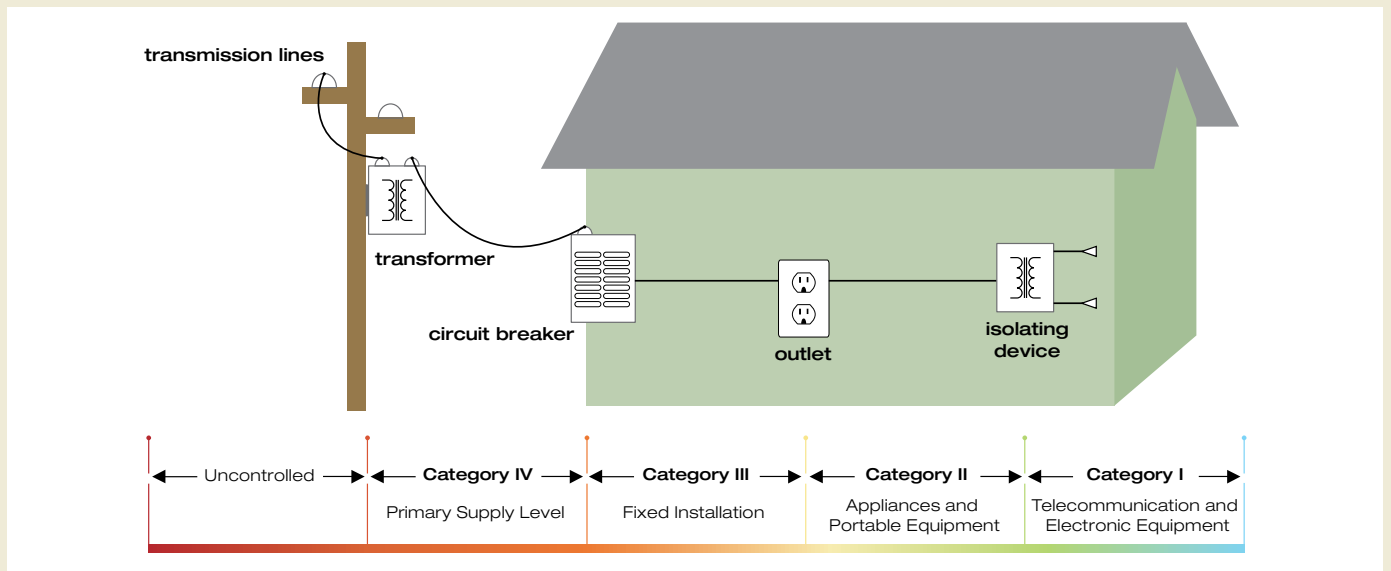 transmission lines
transformer
circuit breaker
outlet
isolating
device
Uncontrolled
Category IV
Primary Supply Level
Category III
Fixed Installation
Category II
Appliances and
Portable Equipment
Category I
Telecommunication and
Electronic Equipment